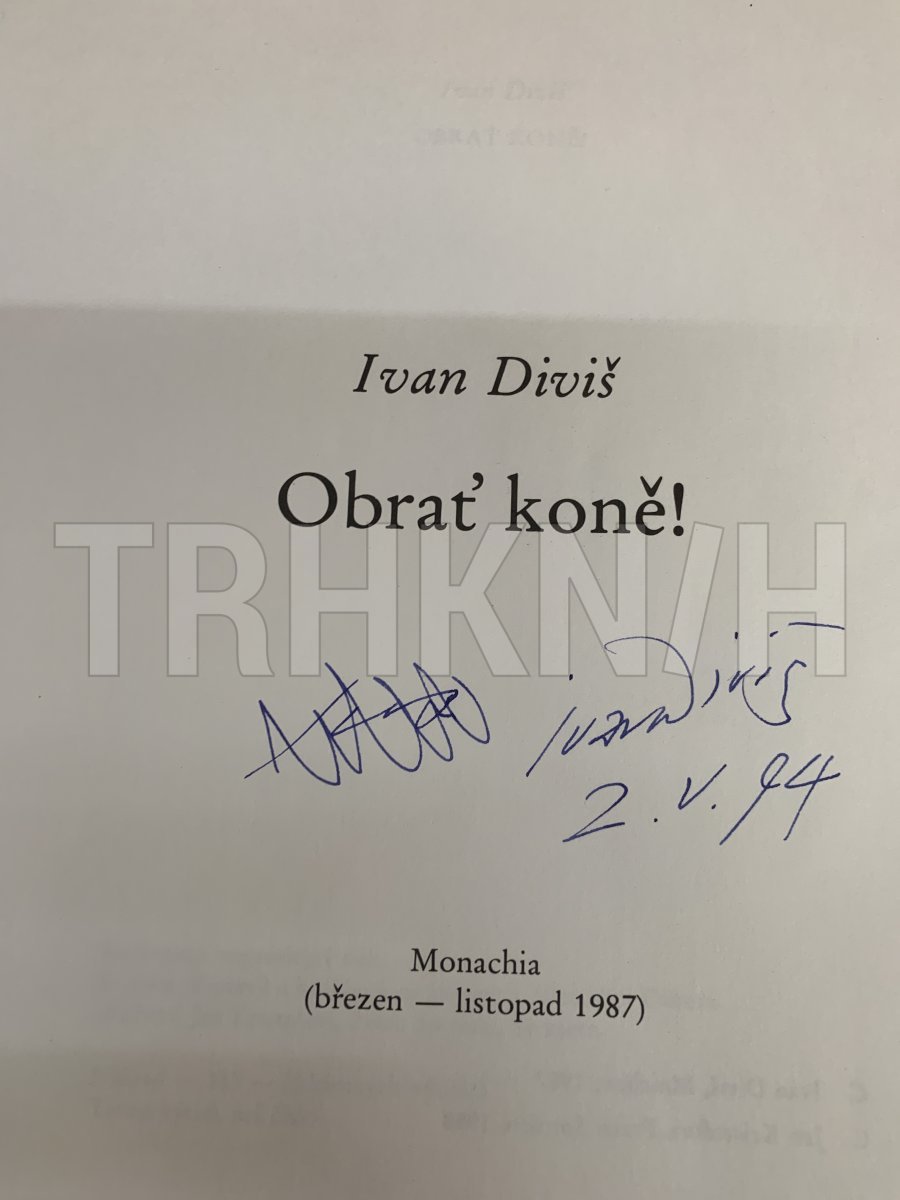 Ivan Diviš
Obrať koně!
TRHKNIH
Ivan Diviš
2. V. 94
Monachia
(březen — listopad 1987)